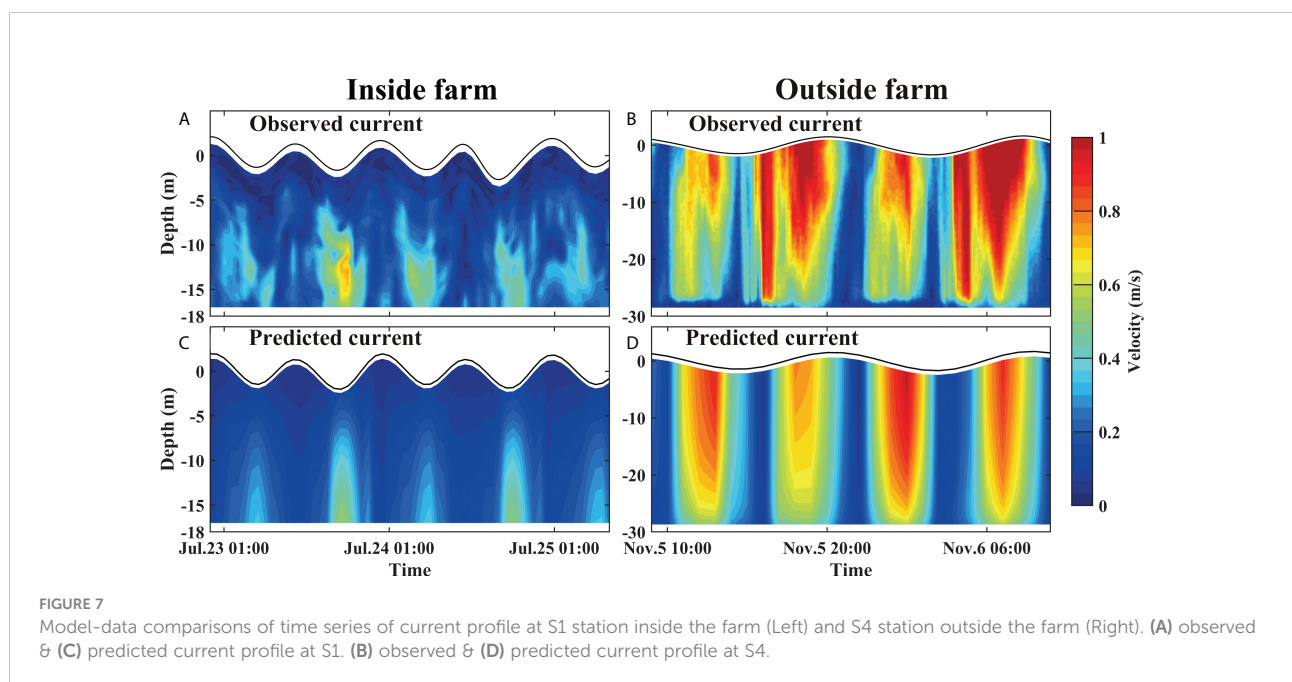 Inside farm
Outside farm
A
Observed current
B
Observed current
Depth (m)
0
-5
-10
-15
-18
0
-10
-20
-30
C
Predicted current
D
Predicted current
Depth (m)
0
-5
-10
-15
-18
0
-10
-20
-30
Jul.23 01:00
Jul.24 01:00
Jul.25 01:00
Nov.5 10:00
Nov.5 20:00
Nov.6 06:00
Time
Time
1
0.8
0.6
0.4
0.2
0
Velocity (m/s)
FIGURE 7
Model-data comparisons of time series of current profile at S1 station inside the farm (Left) and S4 station outside the farm (Right). (A) observed
& (C) predicted current profile at S1. (B) observed & (D) predicted current profile at S4.